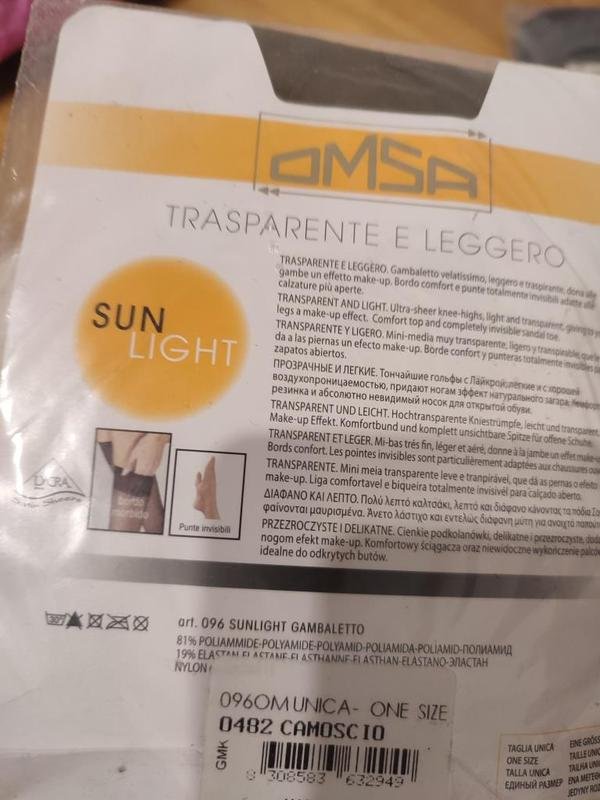 OMSA
TRASPARENTE E LEGGERO
SUN
LIGHT
TRASPARENTE E LEGGERO. Gambaletto velatissimo, leggero e traspirante, dona alle
gambe un effetto make-up. Bordo comfort e punte totalmente invisibili adatte alle
calzature più aperte.
TRANSPARENT AND LIGHT. Ultra-sheer knee-highs, light and transparent, giving to your
legs a make-up effect. Comfort top and completely invisible sandal toe.
TRANSPARENTE Y LIGERO. Mini-media muy transparente, ligero y transpirable, que le
da a las piernas un efecto make-up. Borde confort y punteras totalmente invisibles
zapatos abiertos.
ПРОЗРАЧНЫЕ И ЛЕГКИЕ. Тончайшие гольфы с Лайкрой, легкие и с хорошей
воздухопроницаемостью, придают ногам эффект натурального загара.
резинка и абсолютно невидимый носок для открытой обуви.
TRANSPARENT UND LEICHT. Hochtransparente Kniestrümpfe, leicht und transparent.
Make-up Effekt. Komfortbund und komplett unsichtbare Spitze für offene Schuhe.
TRANSPARENT ET LEGER. Mi-bas trés fin, léger et aéré, donne à la jambe un effet make-up
Bords confort. Les pointes invisibles sont particulièrement adaptées aux chaussures
TRANSPARENTE. Mini meia transparente leve e tranpirável, que dá as pernas o efeito
make-up. Liga comfortavel e biqueira totalmente invisivél para calçado aberto.
ΔΙΑΦΑΝΟ ΚΑΙ ΛΕΠΤΟ. Πολύ λεπτό καλτσάκι, λεπτό και διάφανο κάνοντας τα πόδια
φαίνονται μαυρισμένα. Άνετο λάστιχο και εντελώς διάφανη μύτη για ανοιχτά
PRZEZROCZYSTE I DELIKATNE. Cienkie podkolanówki, delikatne i przezroczyste,
nogom efekt make-up. Komfortowy ściągacz oraz niewidoczne wykończenie palców
idealne do odkrytych butów.
LYCRA
bordo
morbido
Punte invisibili
30°
art. 096 SUNLIGHT GAMBALETTO
81% POLIAMMIDE-POLYAMIDE-POLYAMID-POLIAMIDA-POLIAMID-ПОЛИАМИД
19% ELASTAN ELASTANE-ELASTHANNE-ELASTHAN-ELASTANO-ЭЛАСТАН
NYLON
096OM UNICA- ONE SIZE
0482 CAMOSCIO
GMK
8 308583 632949
TAGLIA UNICA
ONE SIZE
TALLA UNICA
ЕДИНЫЙ РАЗМЕР